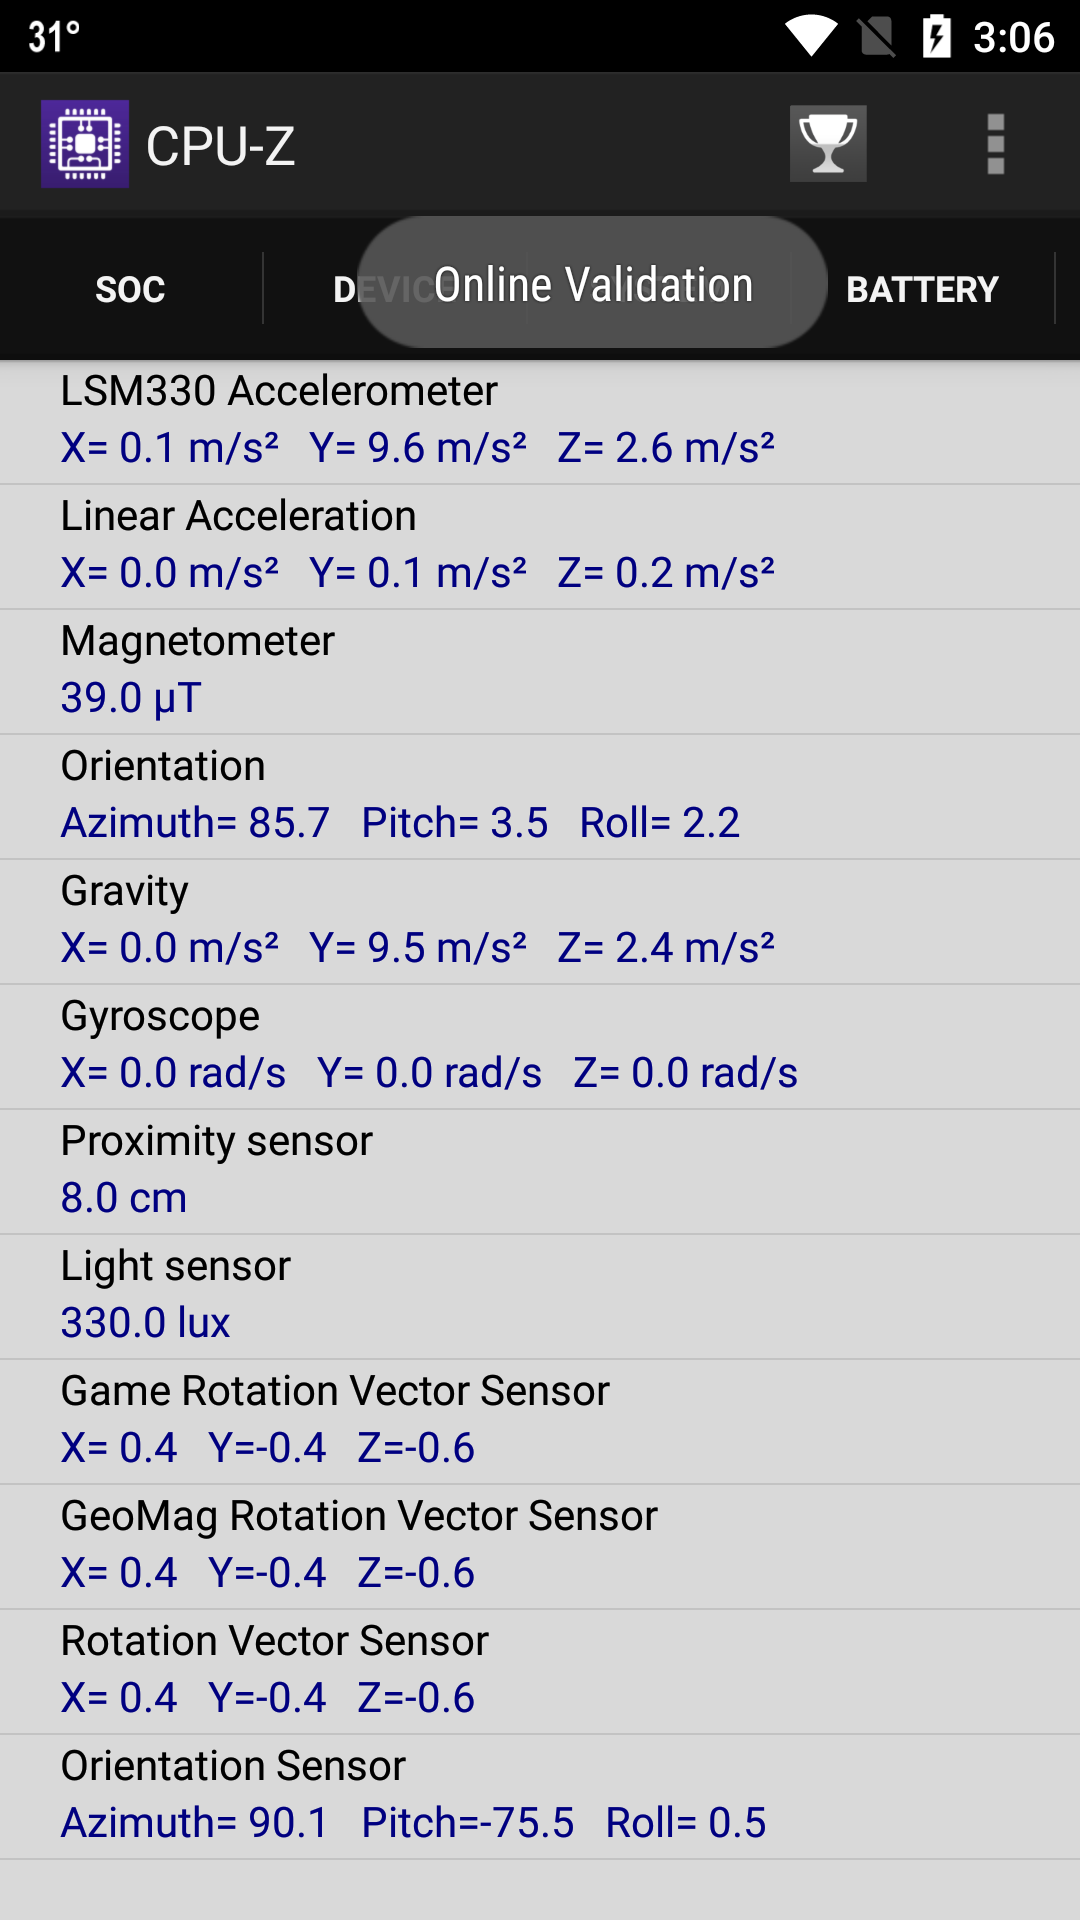 31°
3:06
CPU-Z
SOC
DEVICE
Online Validation
BATTERY
LSM330 Accelerometer
X= 0.1 m/s²   Y= 9.6 m/s²   Z= 2.6 m/s²
Linear Acceleration
X= 0.0 m/s²   Y= 0.1 m/s²   Z= 0.2 m/s²
Magnetometer
39.0 μT
Orientation
Azimuth= 85.7   Pitch= 3.5   Roll= 2.2
Gravity
X= 0.0 m/s²   Y= 9.5 m/s²   Z= 2.4 m/s²
Gyroscope
X= 0.0 rad/s   Y= 0.0 rad/s   Z= 0.0 rad/s
Proximity sensor
8.0 cm
Light sensor
330.0 lux
Game Rotation Vector Sensor
X= 0.4   Y=-0.4   Z=-0.6
GeoMag Rotation Vector Sensor
X= 0.4   Y=-0.4   Z=-0.6
Rotation Vector Sensor
X= 0.4   Y=-0.4   Z=-0.6
Orientation Sensor
Azimuth= 90.1   Pitch=-75.5   Roll= 0.5